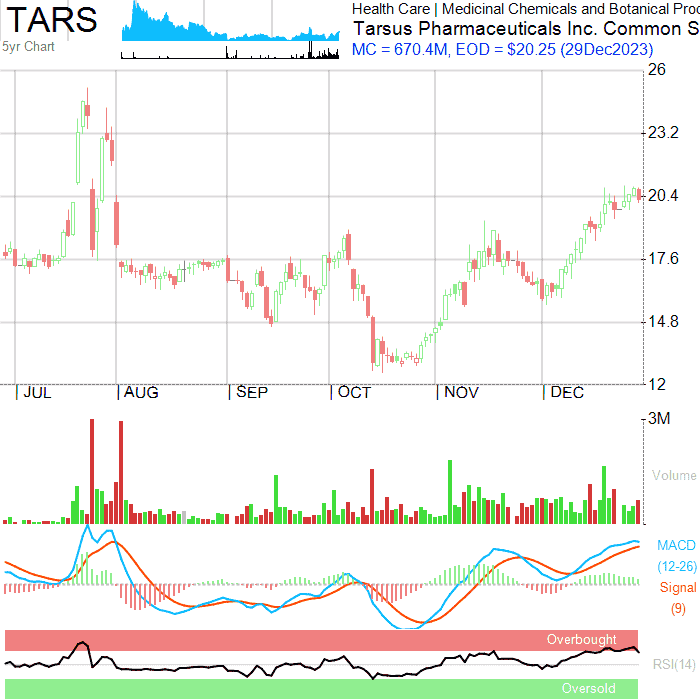 TARS
5yr Chart
Health Care | Medicinal Chemicals and Botanical Proc
Tarsus Pharmaceuticals Inc. Common S
MC = 670.4M, EOD = $20.25 (29Dec2023)
26
23.2
20.4
17.6
14.8
12
| JUL | AUG | SEP | OCT | NOV | DEC
3M
Volume
MACD
(12-26)
Signal
(9)
Overbought
RSI(14)
Oversold